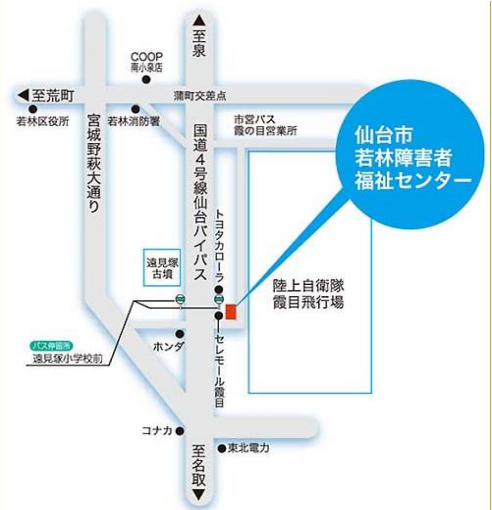 ▲至泉
COOP
南小泉店
◀至荒町
蒲町交差点
若林区役所
若林消防署
市営バス
霞の目営業所
仙台市
若林障害者
福祉センター
宮城野萩大通り
国道4号線仙台バイパス
トヨタカローラ
遠見塚
古墳
陸上自衛隊
霞目飛行場
バス停留所
遠見塚小学校前
ホンダ
セレモール霞目
コナカ
東北電力
至名取▼